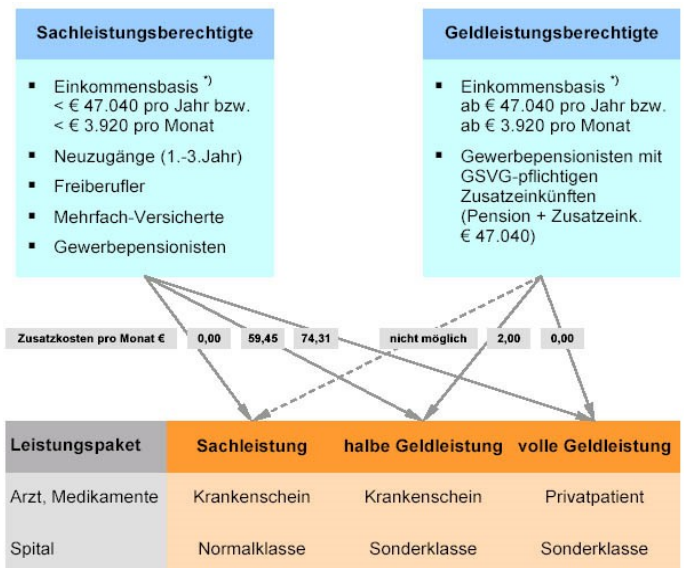 Sachleistungsberechtigte
▪ Einkommensbasis *)
< € 47.040 pro Jahr bzw.
< € 3.920 pro Monat
▪ Neuzugänge (1.-3.Jahr)
▪ Freiberufler
▪ Mehrfach-Versicherte
▪ Gewerbepensionisten
Geldleistungsberechtigte
▪ Einkommensbasis *)
ab € 47.040 pro Jahr bzw.
ab € 3.920 pro Monat
▪ Gewerbepensionisten mit
GSVG-pflichtigen
Zusatzeinkünften
(Pension + Zusatzeink.
€ 47.040)
Zusatzkosten pro Monat € 0,00 59,45 74,31 nicht möglich 2,00 0,00
Leistungspaket Sachleistung halbe Geldleistung volle Geldleistung
Arzt, Medikamente Krankenschein Krankenschein Privatpatient
Spital Normalklasse Sonderklasse Sonderklasse